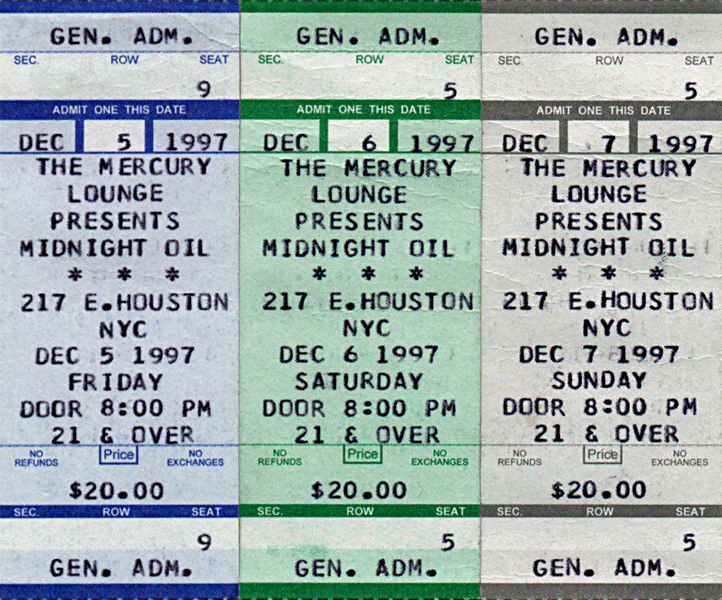 GEN. ADM.
SEC. ROW SEAT
9
ADMIT ONE THIS DATE
DEC 5 1997
THE MERCURY
LOUNGE
PRESENTS
MIDNIGHT OIL
* * *
217 E.HOUSTON
NYC
DEC 5 1997
FRIDAY
DOOR 8:00 PM
21 & OVER
NO REFUNDS Price NO EXCHANGES
$20.00
SEC. ROW SEAT
9
GEN. ADM.
GEN. ADM.
SEC. ROW SEAT
5
ADMIT ONE THIS DATE
DEC 6 1997
THE MERCURY
LOUNGE
PRESENTS
MIDNIGHT OIL
* * *
217 E.HOUSTON
NYC
DEC 6 1997
SATURDAY
DOOR 8:00 PM
21 & OVER
NO REFUNDS Price NO EXCHANGES
$20.00
SEC. ROW SEAT
5
GEN. ADM.
GEN. ADM.
SEC. ROW SEAT
5
ADMIT ONE THIS DATE
DEC 7 1997
THE MERCURY
LOUNGE
PRESENTS
MIDNIGHT OIL
* * *
217 E.HOUSTON
NYC
DEC 7 1997
SUNDAY
DOOR 8:00 PM
21 & OVER
NO REFUNDS Price NO EXCHANGES
$20.00
SEC. ROW SEAT
5
GEN. ADM.